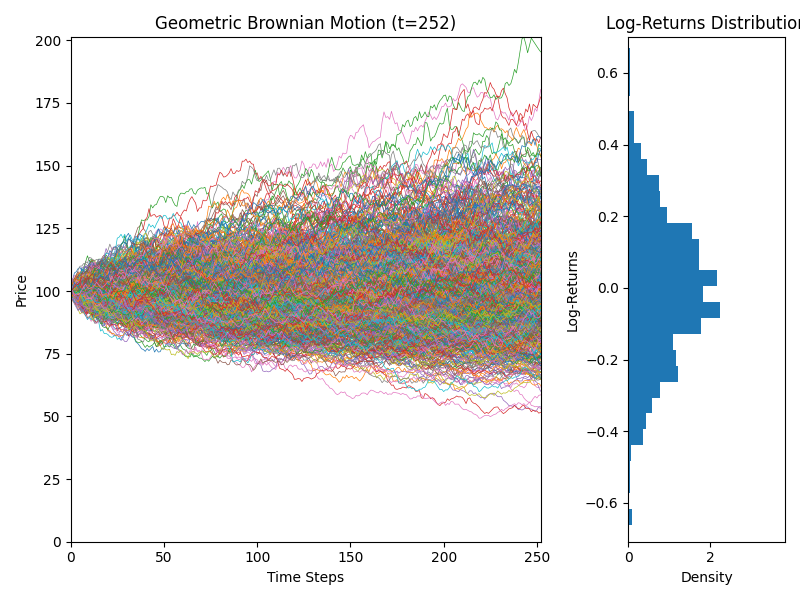 Geometric Brownian Motion (t=252)
Price
200
175
150
125
100
75
50
25
0
0 50 100 150 200 250
Time Steps
Log-Returns Distribution
Log-Returns
0.6
0.4
0.2
0.0
−0.2
−0.4
−0.6
0 2
Density